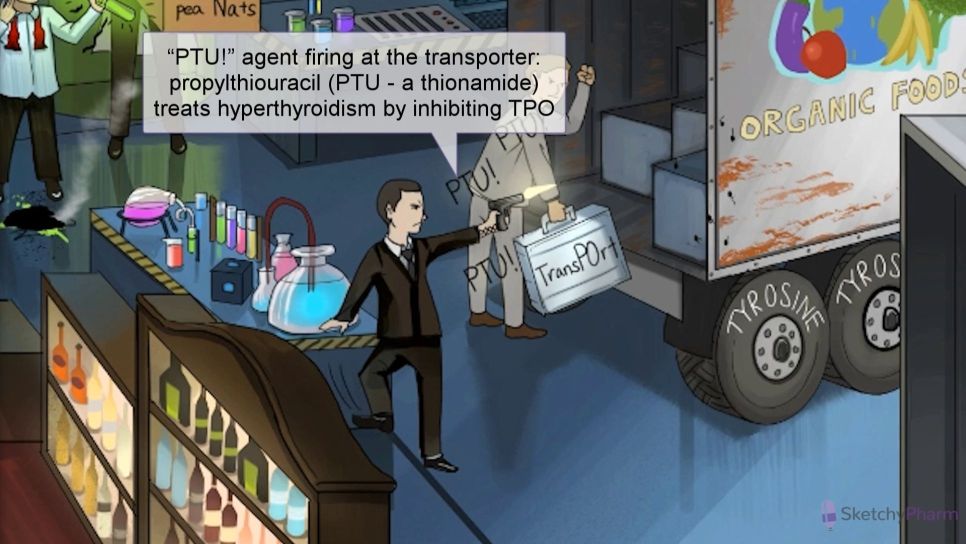 pea Nats
“PTU!” agent firing at the transporter:
propylthiouracil (PTU - a thionamide)
treats hyperthyroidism by inhibiting TPO
PTU!
PTU!
PTU!
TransPOrt
ORGANIC FOODS
TYROSINE
TYROS
SketchyPharm